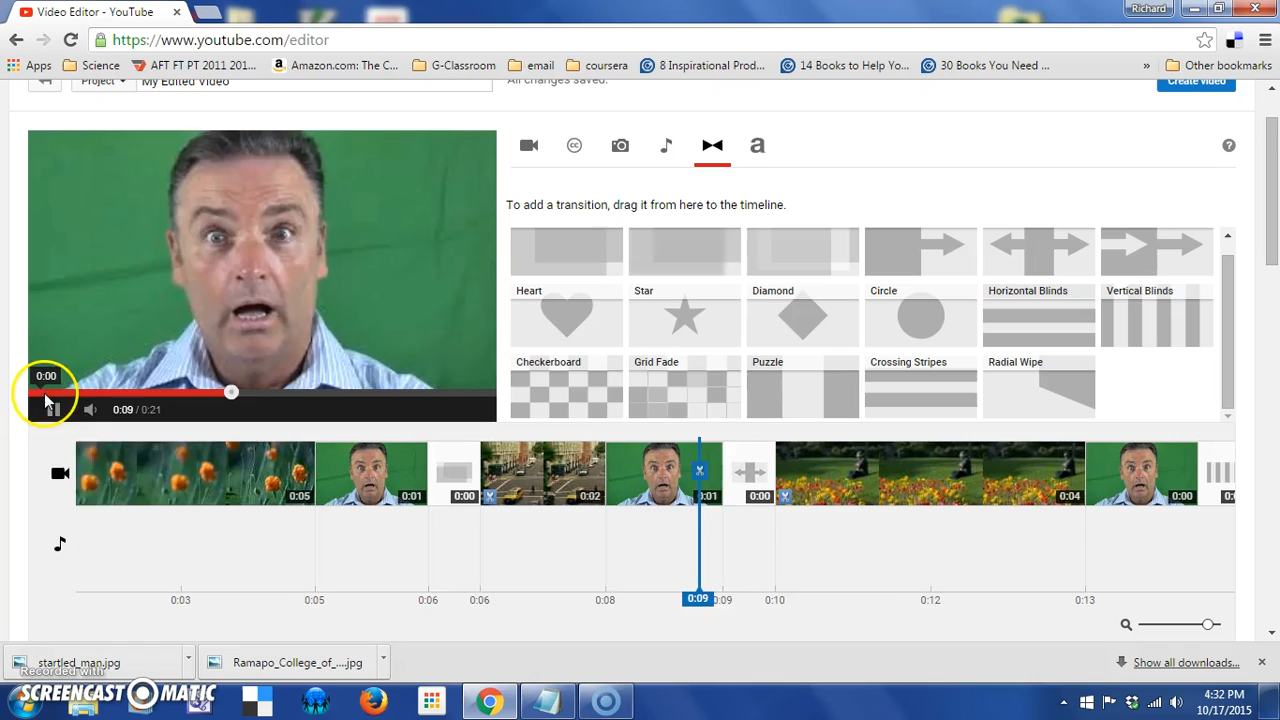 Video Editor - YouTube
Richard
https://www.youtube.com/editor
Apps Science AFT FT PT 2011 201... Amazon.com: The C... G-Classroom email coursera 8 Inspirational Prod... 14 Books to Help Yo... 30 Books You Need ... » Other bookmarks
Project My Edited Video All changes saved. Create video
cc a ?
To add a transition, drag it from here to the timeline.
Heart Star Diamond Circle Horizontal Blinds Vertical Blinds
Checkerboard Grid Fade Puzzle Crossing Stripes Radial Wipe
0:00
0:09 / 0:21
0:05 0:01 0:00 0:02 0:01 0:00 0:04 0:00
0:03 0:05 0:06 0:06 0:08 0:09 0:09 0:10 0:12 0:13
startled_man.jpg Ramapo_College_of_....jpg Show all downloads...
Recorded with
SCREENCAST MATIC
4:32 PM
10/17/2015